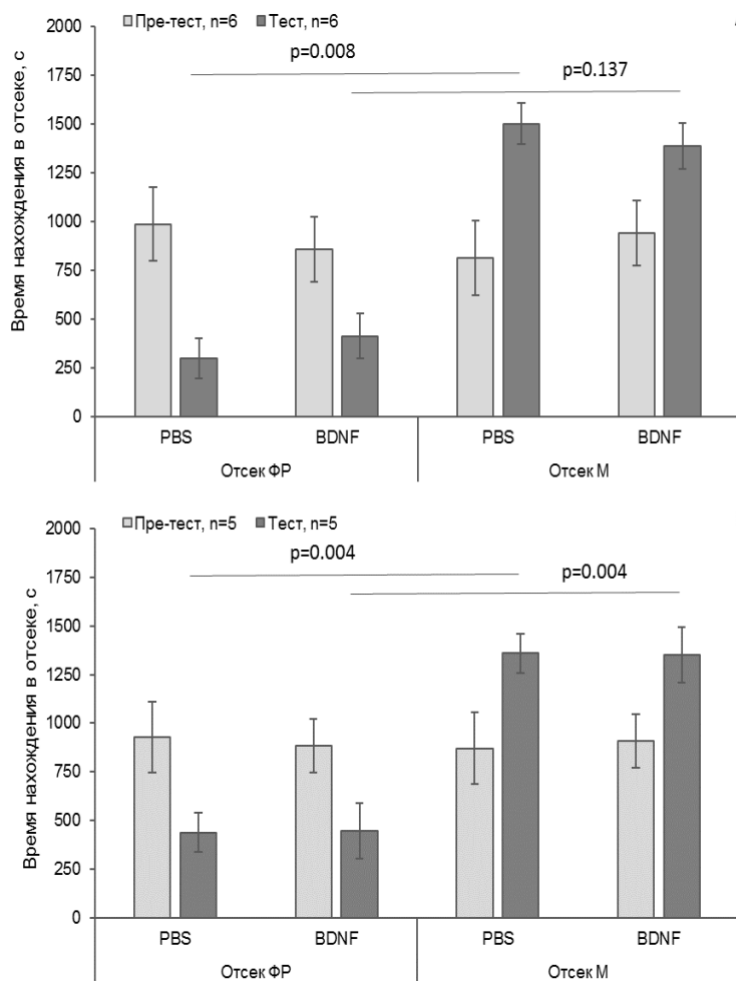 Пре-тест, n=6 Тест, n=6
p=0.008
p=0.137
Время нахождения в отсеке, с
2000
1750
1500
1250
1000
750
500
250
0
PBS BDNF PBS BDNF
Отсек ФР Отсек М
Пре-тест, n=5 Тест, n=5
p=0.004
p=0.004
Время нахождения в отсеке, с
2000
1750
1500
1250
1000
750
500
250
0
PBS BDNF PBS BDNF
Отсек ФР Отсек М